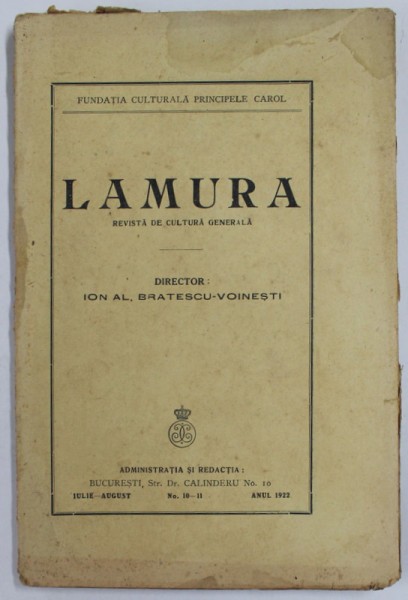 FUNDAȚIA CULTURALĂ PRINCIPELE CAROL
LAMURA
REVISTĂ DE CULTURĂ GENERALĂ
DIRECTOR:
ION AL. BRATESCU-VOINEȘTI
ADMINISTRAȚIA ȘI REDACȚIA:
BUCUREȘTI, Str. Dr. CALINDERU No. 10
IULIE—AUGUST No. 10-11 ANUL 1922